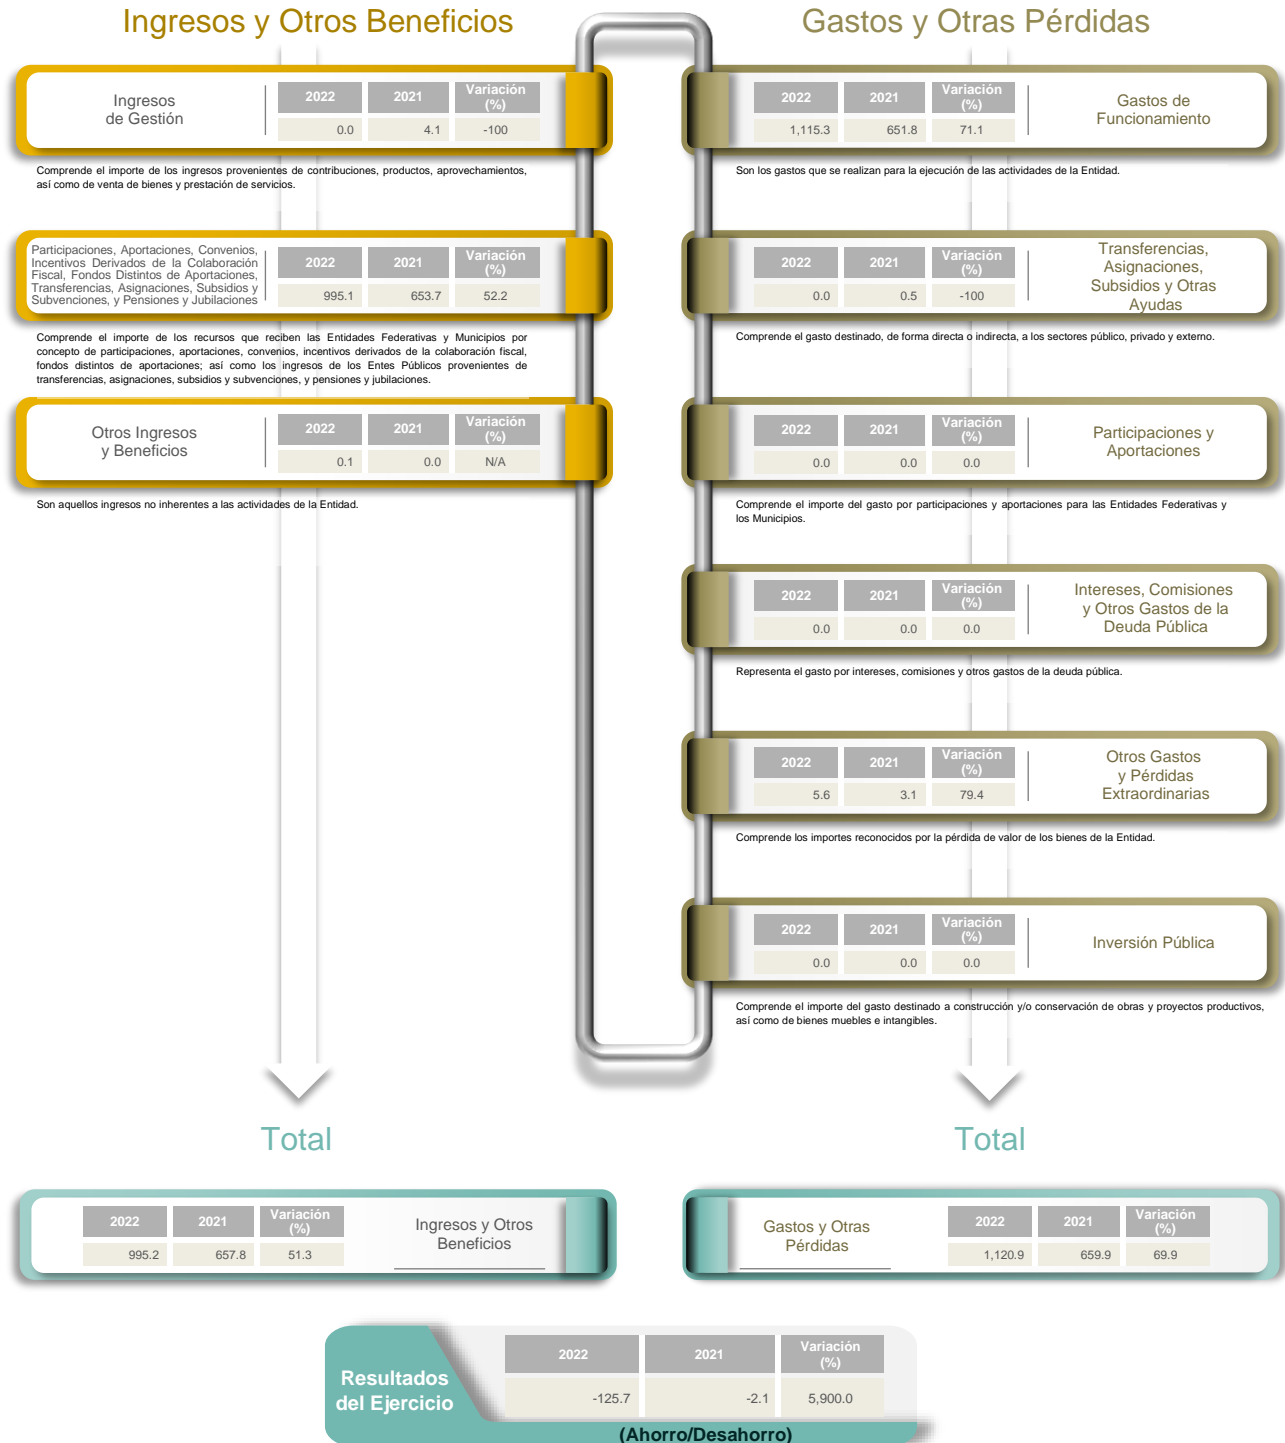 Ingresos y Otros Beneficios
Ingresos
de Gestión
2022 2021 Variación (%)
0.0 4.1 -100
Comprende el importe de los ingresos provenientes de contribuciones, productos, aprovechamientos,
así como de venta de bienes y prestación de servicios.
Participaciones, Aportaciones, Convenios,
Incentivos Derivados de la Colaboración
Fiscal, Fondos Distintos de Aportaciones,
Transferencias, Asignaciones, Subsidios y
Subvenciones, y Pensiones y Jubilaciones
2022 2021 Variación (%)
995.1 653.7 52.2
Comprende el importe de los recursos que reciben las Entidades Federativas y Municipios por
concepto de participaciones, aportaciones, convenios, incentivos derivados de la colaboración fiscal,
fondos distintos de aportaciones; así como los ingresos de los Entes Públicos provenientes de
transferencias, asignaciones, subsidios y subvenciones, y pensiones y jubilaciones.
Otros Ingresos
y Beneficios
2022 2021 Variación (%)
0.1 0.0 N/A
Son aquellos ingresos no inherentes a las actividades de la Entidad.
Gastos y Otras Pérdidas
2022 2021 Variación (%)
1,115.3 651.8 71.1
Gastos de
Funcionamiento
Son los gastos que se realizan para la ejecución de las actividades de la Entidad.
2022 2021 Variación (%)
0.0 0.5 -100
Transferencias,
Asignaciones,
Subsidios y Otras
Ayudas
Comprende el gasto destinado, de forma directa o indirecta, a los sectores público, privado y externo.
2022 2021 Variación (%)
0.0 0.0 0.0
Participaciones y
Aportaciones
Comprende el importe del gasto por participaciones y aportaciones para las Entidades Federativas y
los Municipios.
2022 2021 Variación (%)
0.0 0.0 0.0
Intereses, Comisiones
y Otros Gastos de la
Deuda Pública
Representa el gasto por intereses, comisiones y otros gastos de la deuda pública.
2022 2021 Variación (%)
5.6 3.1 79.4
Otros Gastos
y Pérdidas
Extraordinarias
Comprende los importes reconocidos por la pérdida de valor de los bienes de la Entidad.
2022 2021 Variación (%)
0.0 0.0 0.0
Inversión Pública
Comprende el importe del gasto destinado a construcción y/o conservación de obras y proyectos productivos,
así como de bienes muebles e intangibles.
Total
2022 2021 Variación (%)
995.2 657.8 51.3
Ingresos y Otros
Beneficios
Total
Gastos y Otras
Pérdidas
2022 2021 Variación (%)
1,120.9 659.9 69.9
Resultados
del Ejercicio
2022 2021 Variación (%)
-125.7 -2.1 5,900.0
(Ahorro/Desahorro)